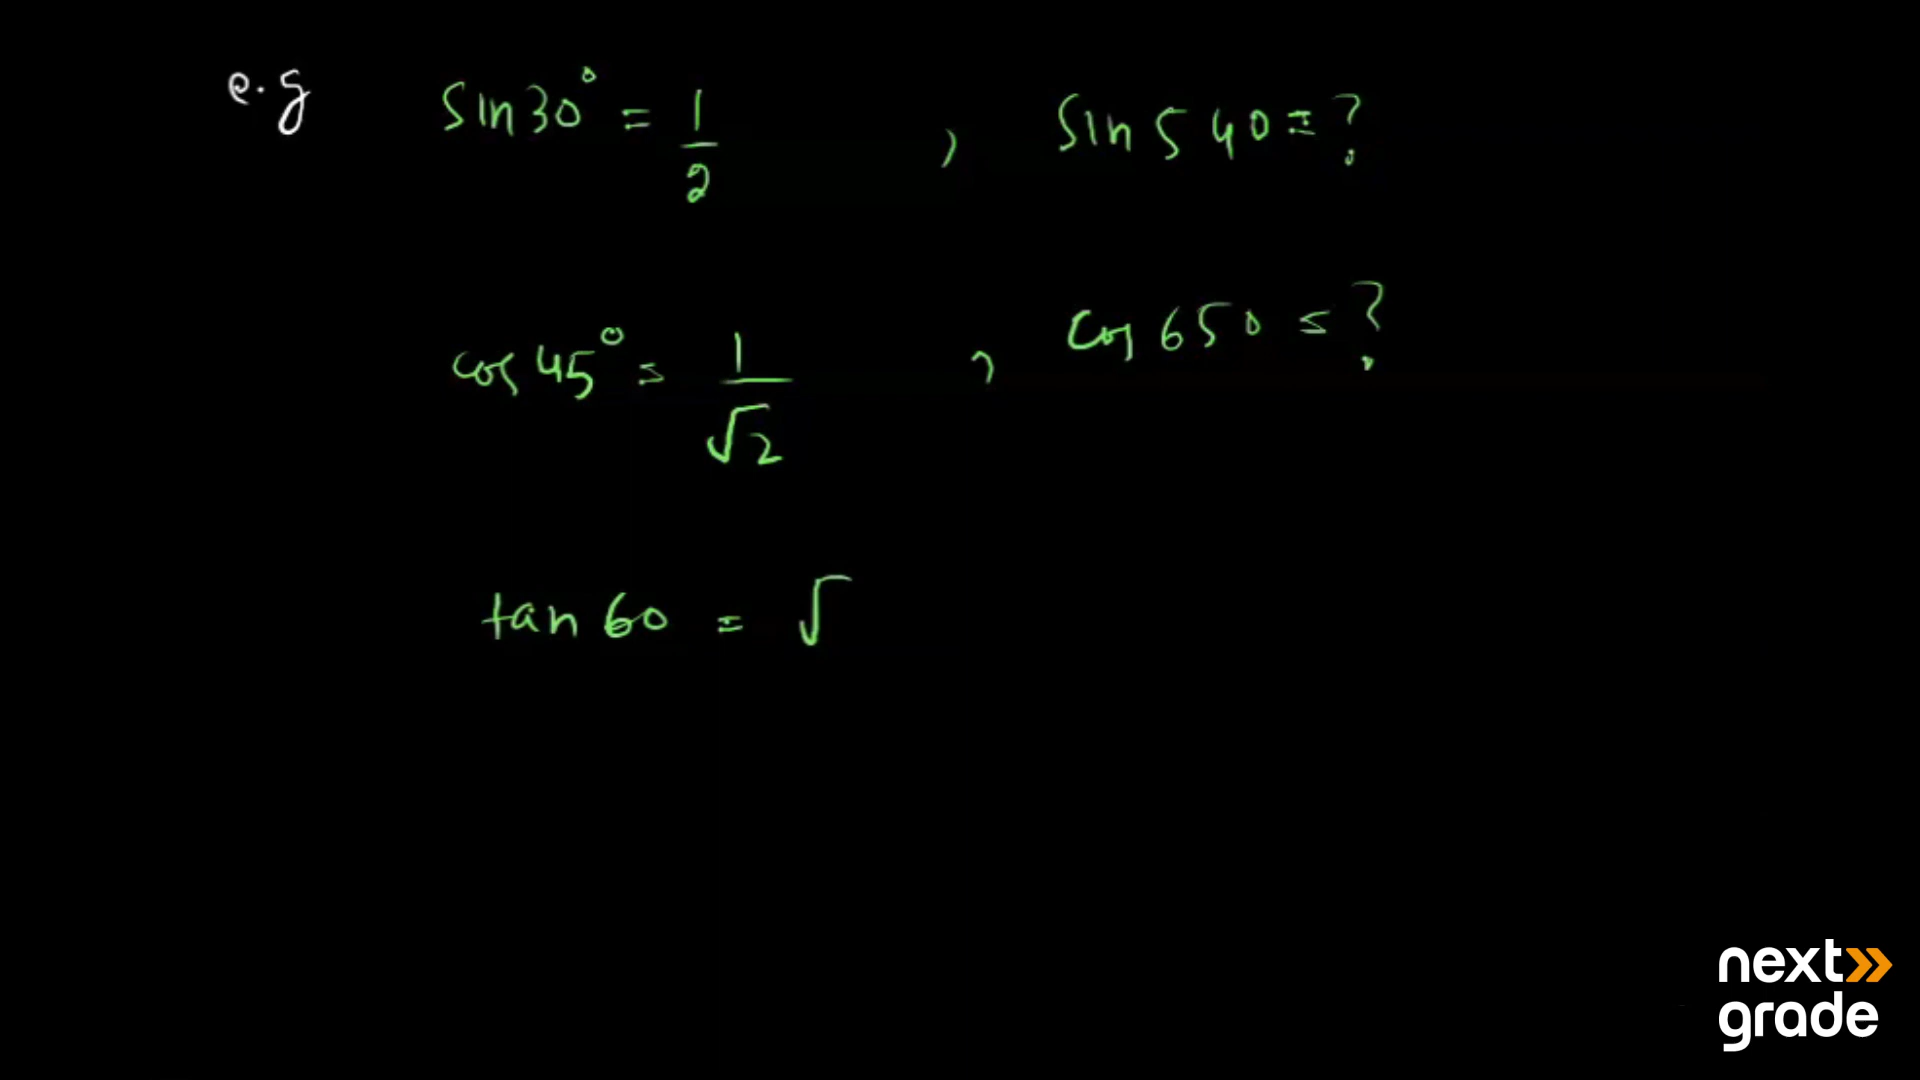 e.g sin30° = 1/2 , sin 540 = ?
cos 45° = 1/√2 , cos 650 = ?
tan 60 = √
next
grade